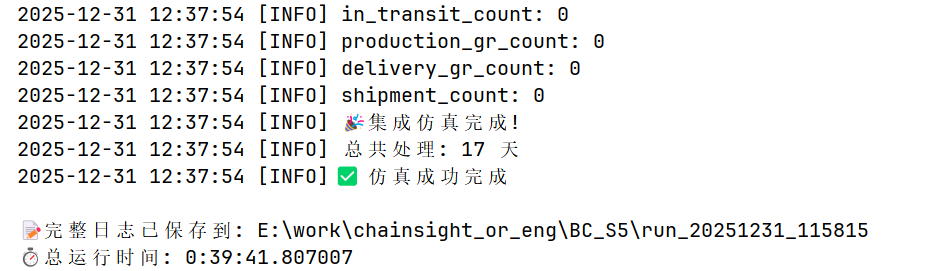 2025-12-31 12:37:54 [INFO] in_transit_count: 0
2025-12-31 12:37:54 [INFO] production_gr_count: 0
2025-12-31 12:37:54 [INFO] delivery_gr_count: 0
2025-12-31 12:37:54 [INFO] shipment_count: 0
2025-12-31 12:37:54 [INFO] 🎉集成仿真完成!
2025-12-31 12:37:54 [INFO] 总共处理: 17 天
2025-12-31 12:37:54 [INFO] ✅ 仿真成功完成
📝完整日志已保存到: E:\work\chainsight_or_eng\BC_S5\run_20251231_115815
⏱总运行时间: 0:39:41.807007